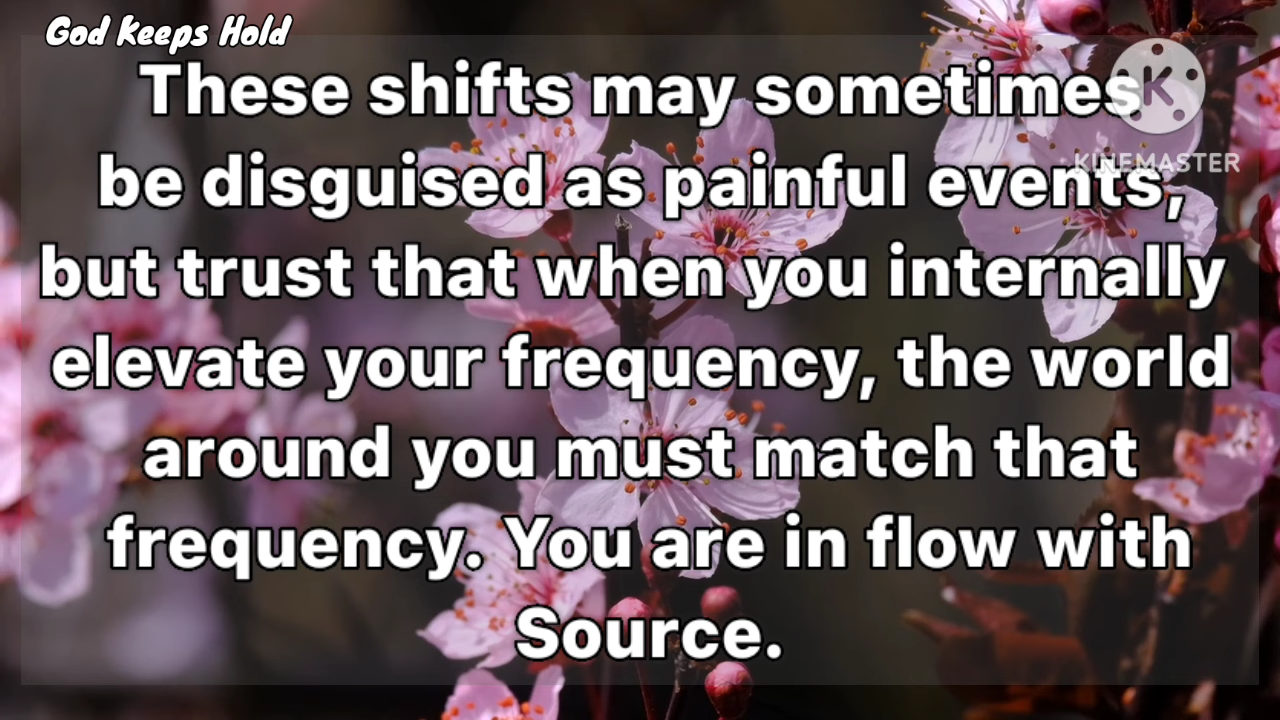 God Keeps Hold
These shifts may sometimes
K
KINEMASTER
be disguised as painful events,
but trust that when you internally
elevate your frequency, the world
around you must match that
frequency. You are in flow with
Source.